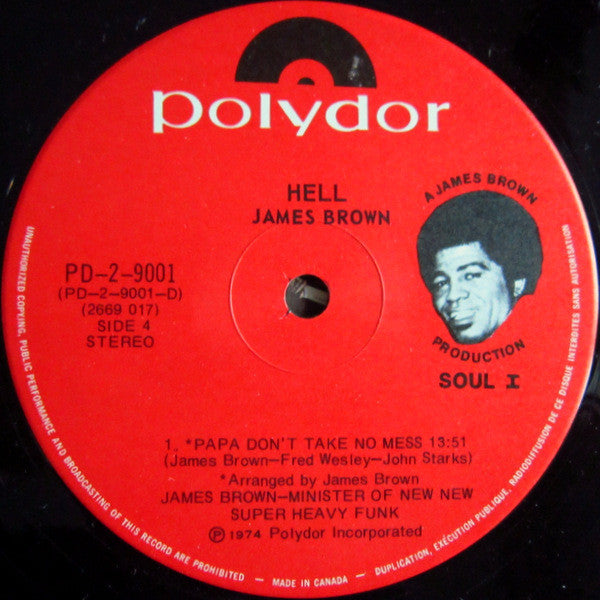 polydor
HELL
JAMES BROWN
A JAMES BROWN
PRODUCTION
SOUL I
PD-2-9001
(PD-2-9001-D)
(2669 017)
SIDE 4
STEREO
1. *PAPA DON'T TAKE NO MESS 13:51
(James Brown-Fred Wesley-John Starks)
*Arranged by James Brown
JAMES BROWN-MINISTER OF NEW NEW
SUPER HEAVY FUNK
Ⓟ 1974 Polydor Incorporated
UNAUTHORIZED COPYING, PUBLIC PERFORMANCE AND BROADCASTING OF THIS RECORD ARE PROHIBITED – MADE IN CANADA – DUPLICATION, EXÉCUTION PUBLIQUE, RADIODIFFUSION DE CE DISQUE INTERDITES SANS AUTORISATION